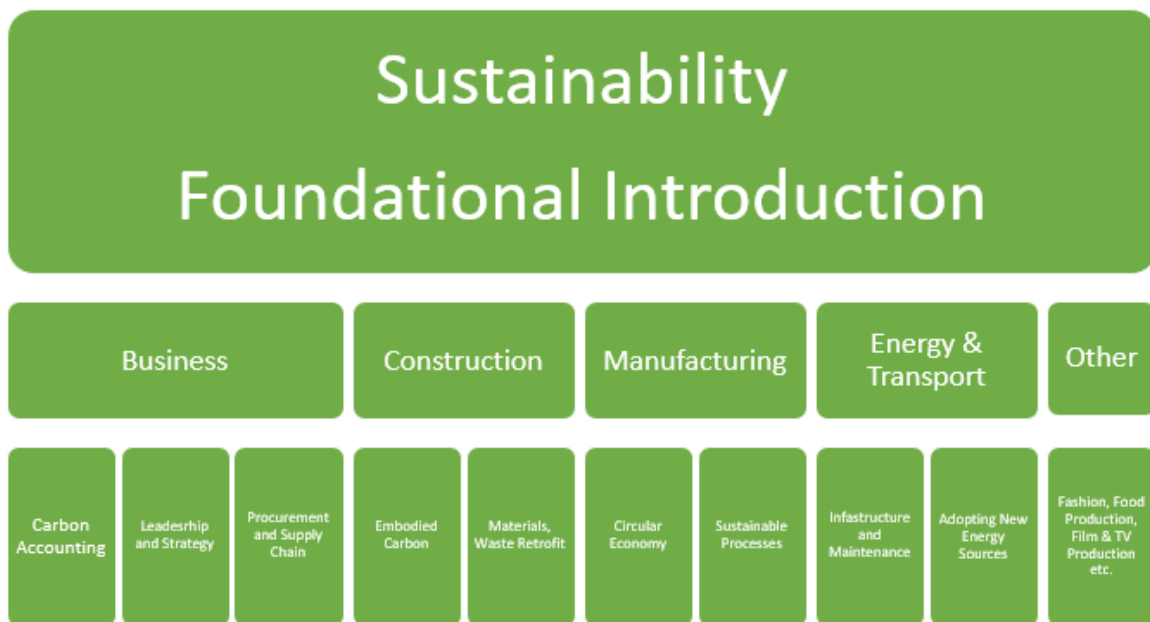 Sustainability
Foundational Introduction
Business
Construction
Manufacturing
Energy &
Transport
Other
Carbon
Accounting
Leadesrhip
and Strategy
Procurement
and Supply
Chain
Embodied
Carbon
Materials,
Waste Retrofit
Circular
Economy
Sustainable
Processes
Infastructure
and
Maintenance
Adopting New
Energy
Sources
Fashion, Food
Production,
Film & TV
Production
etc.